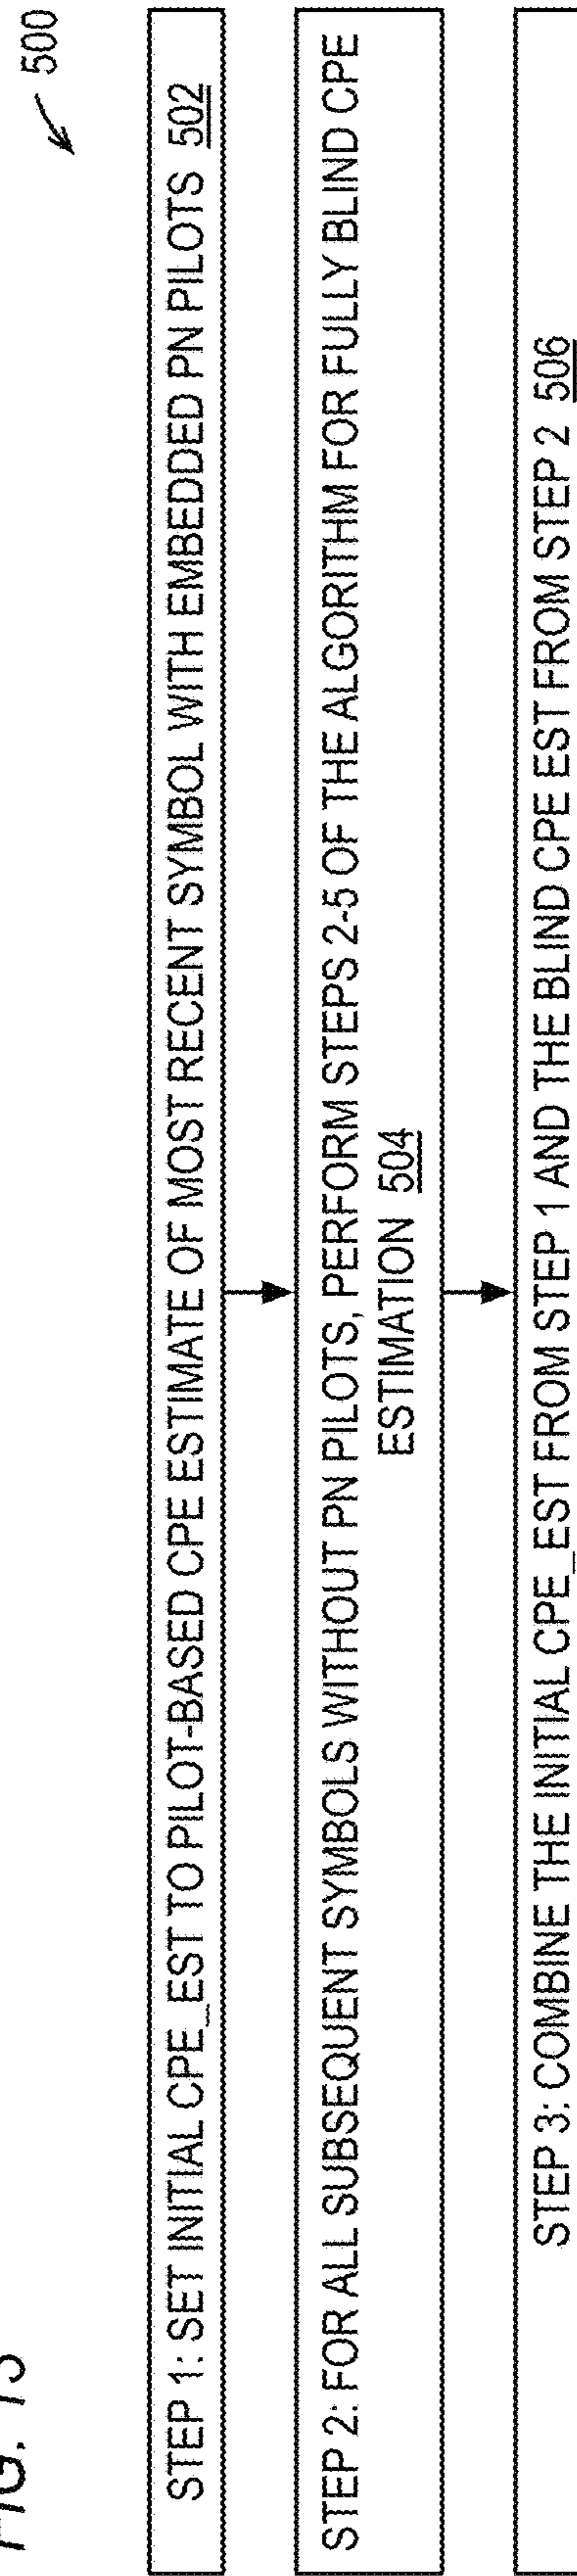 FIG. 13
500
STEP 1: SET INITIAL CPE_EST TO PILOT-BASED CPE ESTIMATE OF MOST RECENT SYMBOL WITH EMBEDDED PN PILOTS 502
STEP 2: FOR ALL SUBSEQUENT SYMBOLS WITHOUT PN PILOTS, PERFORM STEPS 2-5 OF THE ALGORITHM FOR FULLY BLIND CPE
ESTIMATION 504
STEP 3: COMBINE THE INITIAL CPE_EST FROM STEP 1 AND THE BLIND CPE EST FROM STEP 2 506